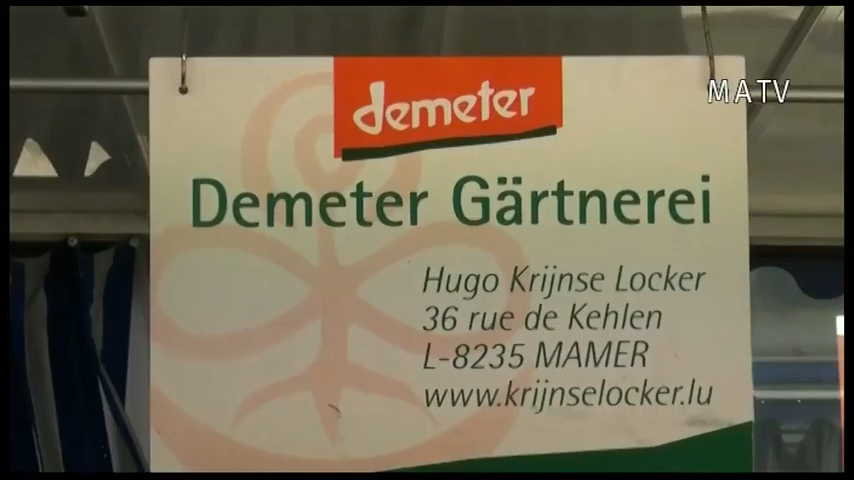 MATV
demeter
Demeter Gärtnerei
Hugo Krijnse Locker
36 rue de Kehlen
L-8235 MAMER
www.krijnselocker.lu